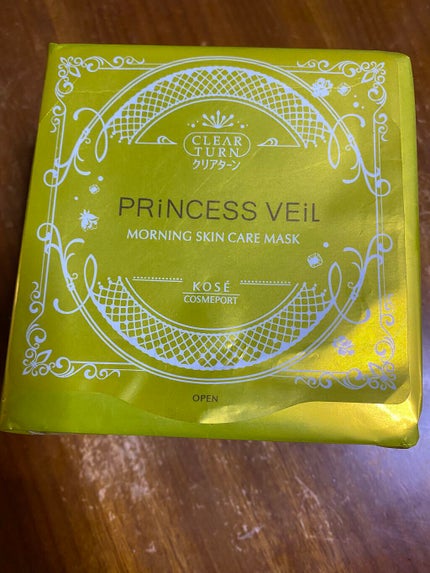 CLEAR
TURN
クリアターン
PRiNCESS VEiL
MORNING SKIN CARE MASK
KOSÉ
COSMEPORT
OPEN